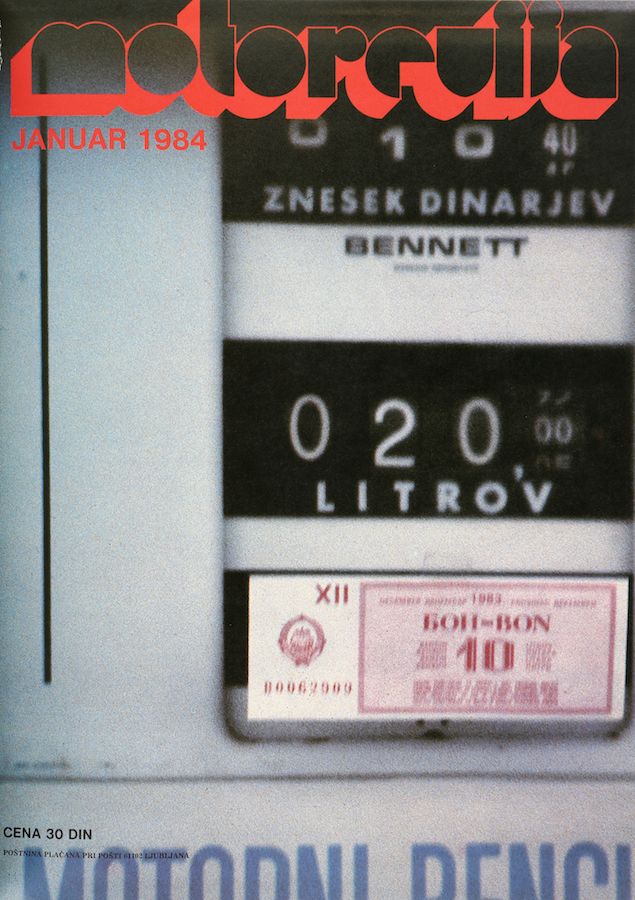 motorevija
JANUAR 1984
0 1 0 40
ZNESEK DINARJEV
BENNETT
0 2 0, 00
LITROV
XII
1983
БОН-BON
10
B0062909
CENA 30 DIN
POŠTNINA PLAČANA PRI POŠTI 61102 LJUBLJANA
MOTORNI BENCI